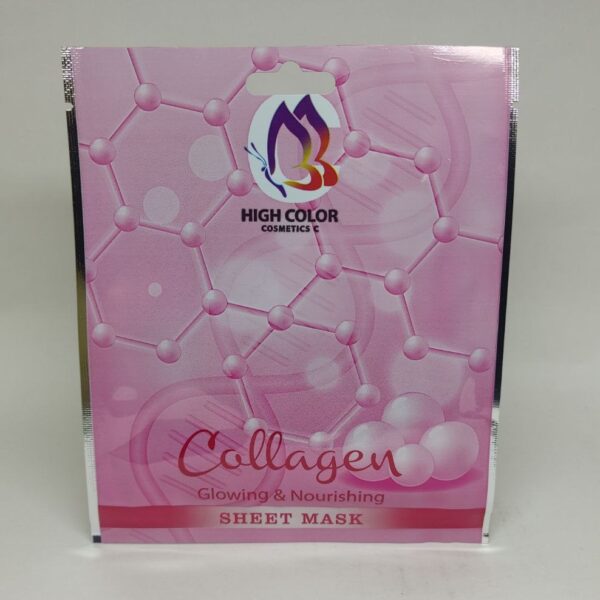 HIGH COLOR
COSMETICS C
Collagen
Glowing & Nourishing
SHEET MASK